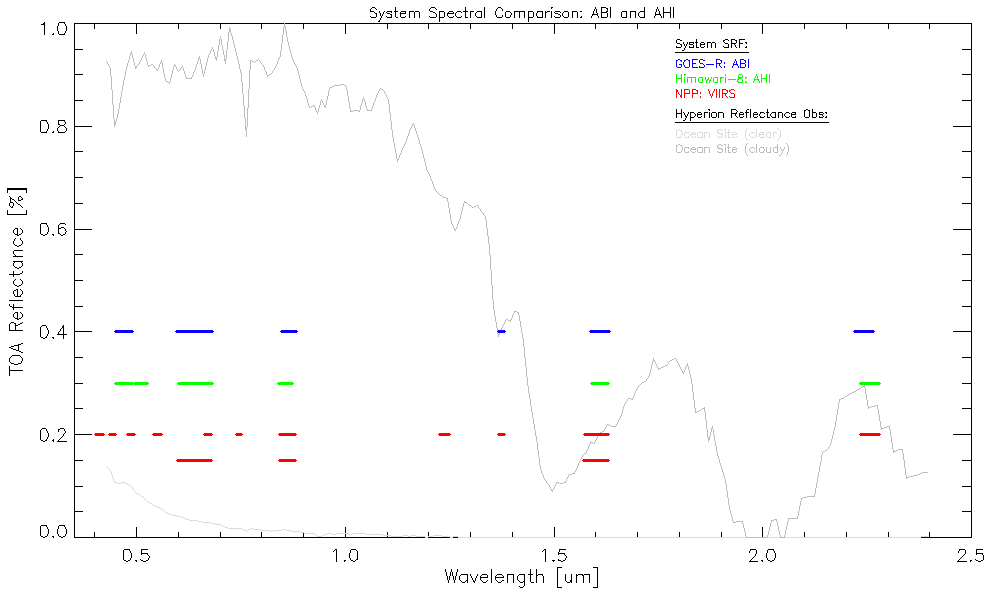 System Spectral Comparison: ABI and AHI
System SRF:
GOES-R: ABI
Himawari-8: AHI
NPP: VIIRS
Hyperion Reflectance Obs:
Ocean Site (clear)
Ocean Site (cloudy)
TOA Reflectance [%]
1.0
0.8
0.6
0.4
0.2
0.0
0.5 1.0 1.5 2.0 2.5
Wavelength [um]